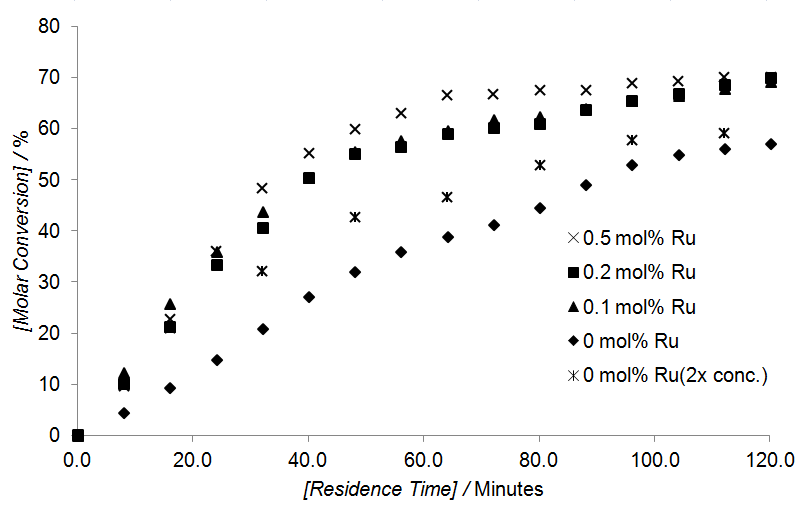 80
70
60
50
40
30
20
10
0
[Molar Conversion] / %
0.0
20.0
40.0
60.0
80.0
100.0
120.0
[Residence Time] / Minutes
0.5 mol% Ru
0.2 mol% Ru
0.1 mol% Ru
0 mol% Ru
0 mol% Ru(2x conc.)